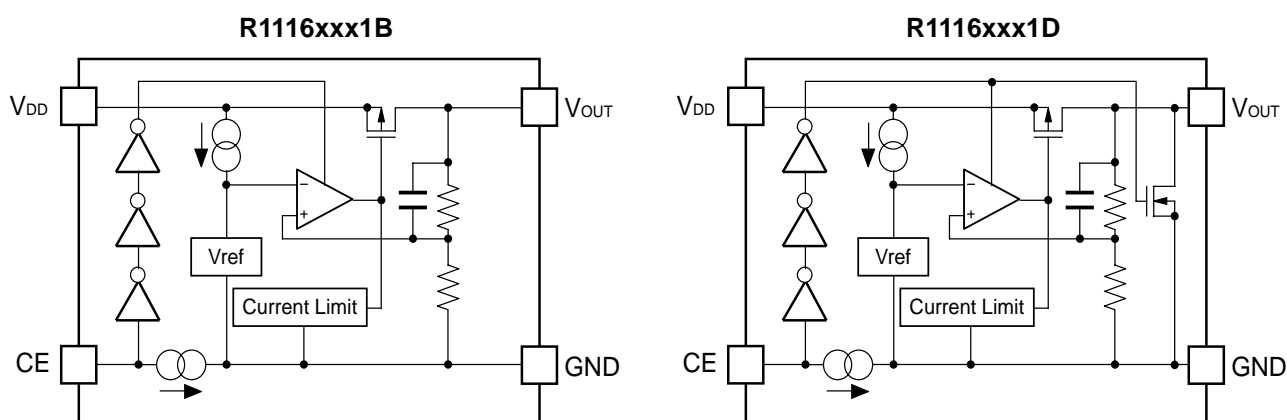 R1116xxx1B
VDD
VOUT
−
+
Vref
Current Limit
CE
GND
R1116xxx1D
VDD
VOUT
−
+
Vref
Current Limit
CE
GND